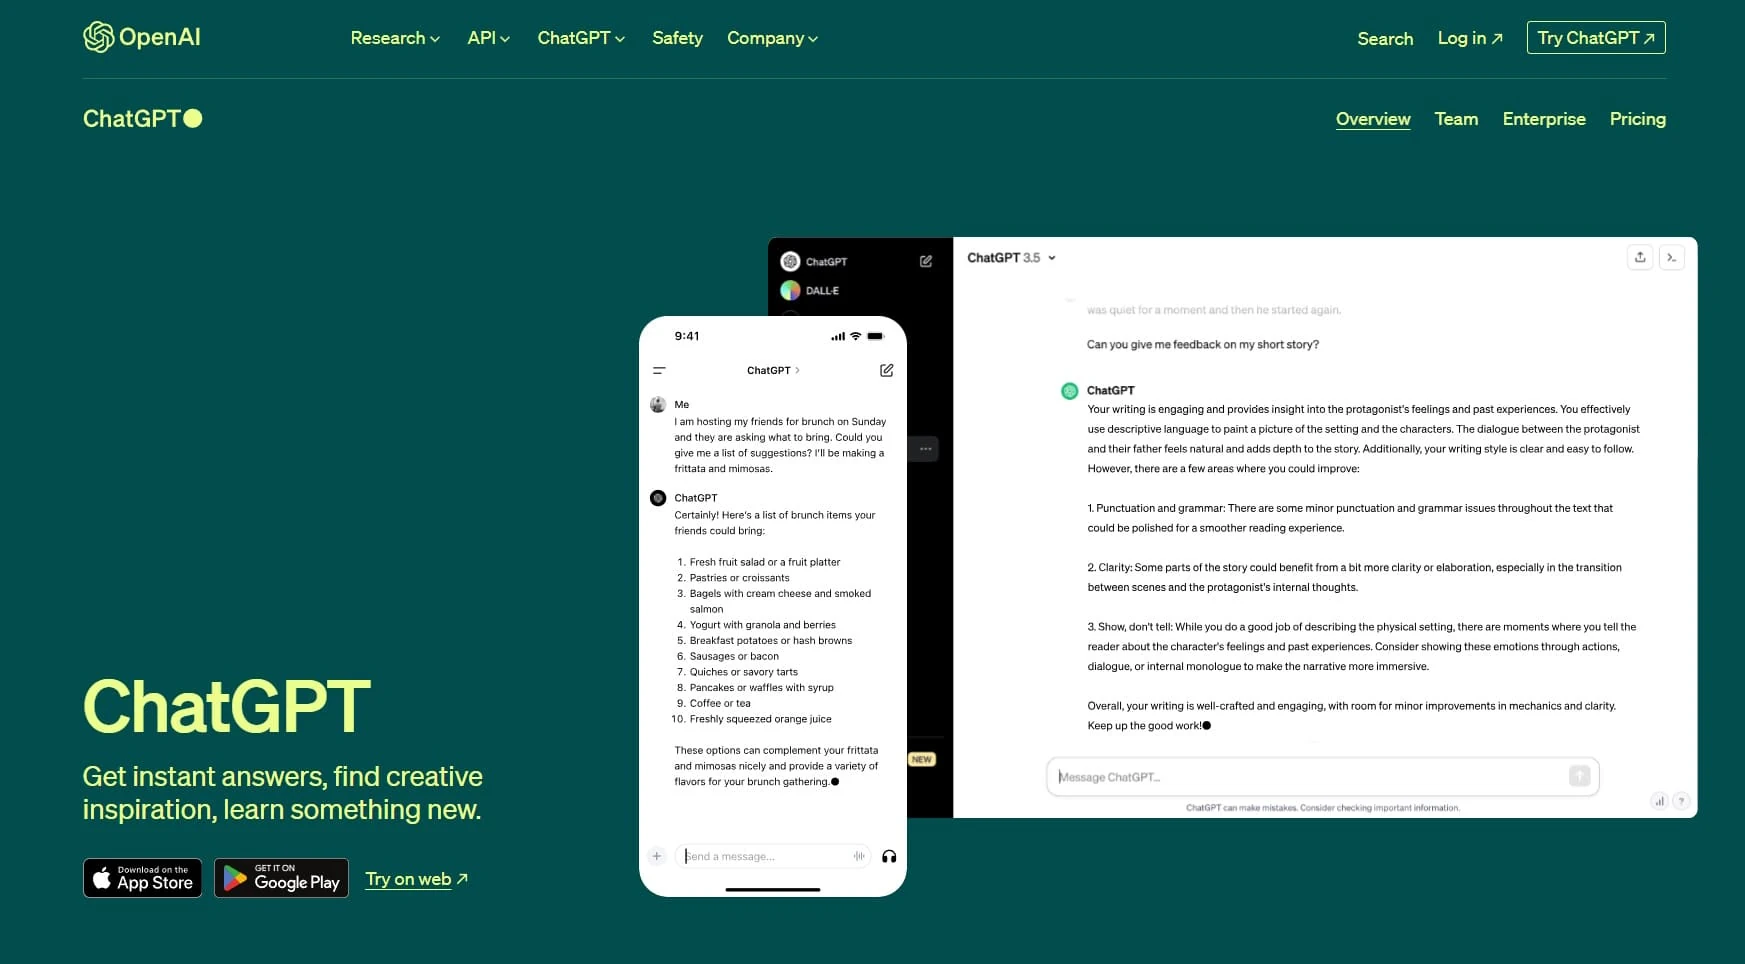 OpenAI
Research
API
ChatGPT
Safety
Company
Search
Log in
Try ChatGPT
ChatGPT
Overview
Team
Enterprise
Pricing
ChatGPT
Get instant answers, find creative
inspiration, learn something new.
Download on the
App Store
GET IT ON
Google Play
Try on web
9:41
ChatGPT
Me
I am hosting my friends for brunch on Sunday
and they are asking what to bring. Could you
give me a list of suggestions? I'll be making a
frittata and mimosas.
ChatGPT
Certainly! Here's a list of brunch items your
friends could bring:
1. Fresh fruit salad or a fruit platter
2. Pastries or croissants
3. Bagels with cream cheese and smoked
salmon
4. Yogurt with granola and berries
5. Breakfast potatoes or hash browns
6. Sausages or bacon
7. Quiches or savory tarts
8. Pancakes or waffles with syrup
9. Coffee or tea
10. Freshly squeezed orange juice
These options can complement your frittata
and mimosas nicely and provide a variety of
flavors for your brunch gathering.
Send a message...
ChatGPT
DALL·E
NEW
ChatGPT 3.5
was quiet for a moment and then he started again.
Can you give me feedback on my short story?
ChatGPT
Your writing is engaging and provides insight into the protagonist's feelings and past experiences. You effectively
use descriptive language to paint a picture of the setting and the characters. The dialogue between the protagonist
and their father feels natural and adds depth to the story. Additionally, your writing style is clear and easy to follow.
However, there are a few areas where you could improve:
1. Punctuation and grammar: There are some minor punctuation and grammar issues throughout the text that
could be polished for a smoother reading experience.
2. Clarity: Some parts of the story could benefit from a bit more clarity or elaboration, especially in the transition
between scenes and the protagonist's internal thoughts.
3. Show, don't tell: While you do a good job of describing the physical setting, there are moments where you tell the
reader about the character's feelings and past experiences. Consider showing these emotions through actions,
dialogue, or internal monologue to make the narrative more immersive.
Overall, your writing is well-crafted and engaging, with room for minor improvements in mechanics and clarity.
Keep up the good work!
Message ChatGPT...
ChatGPT can make mistakes. Consider checking important information.
?